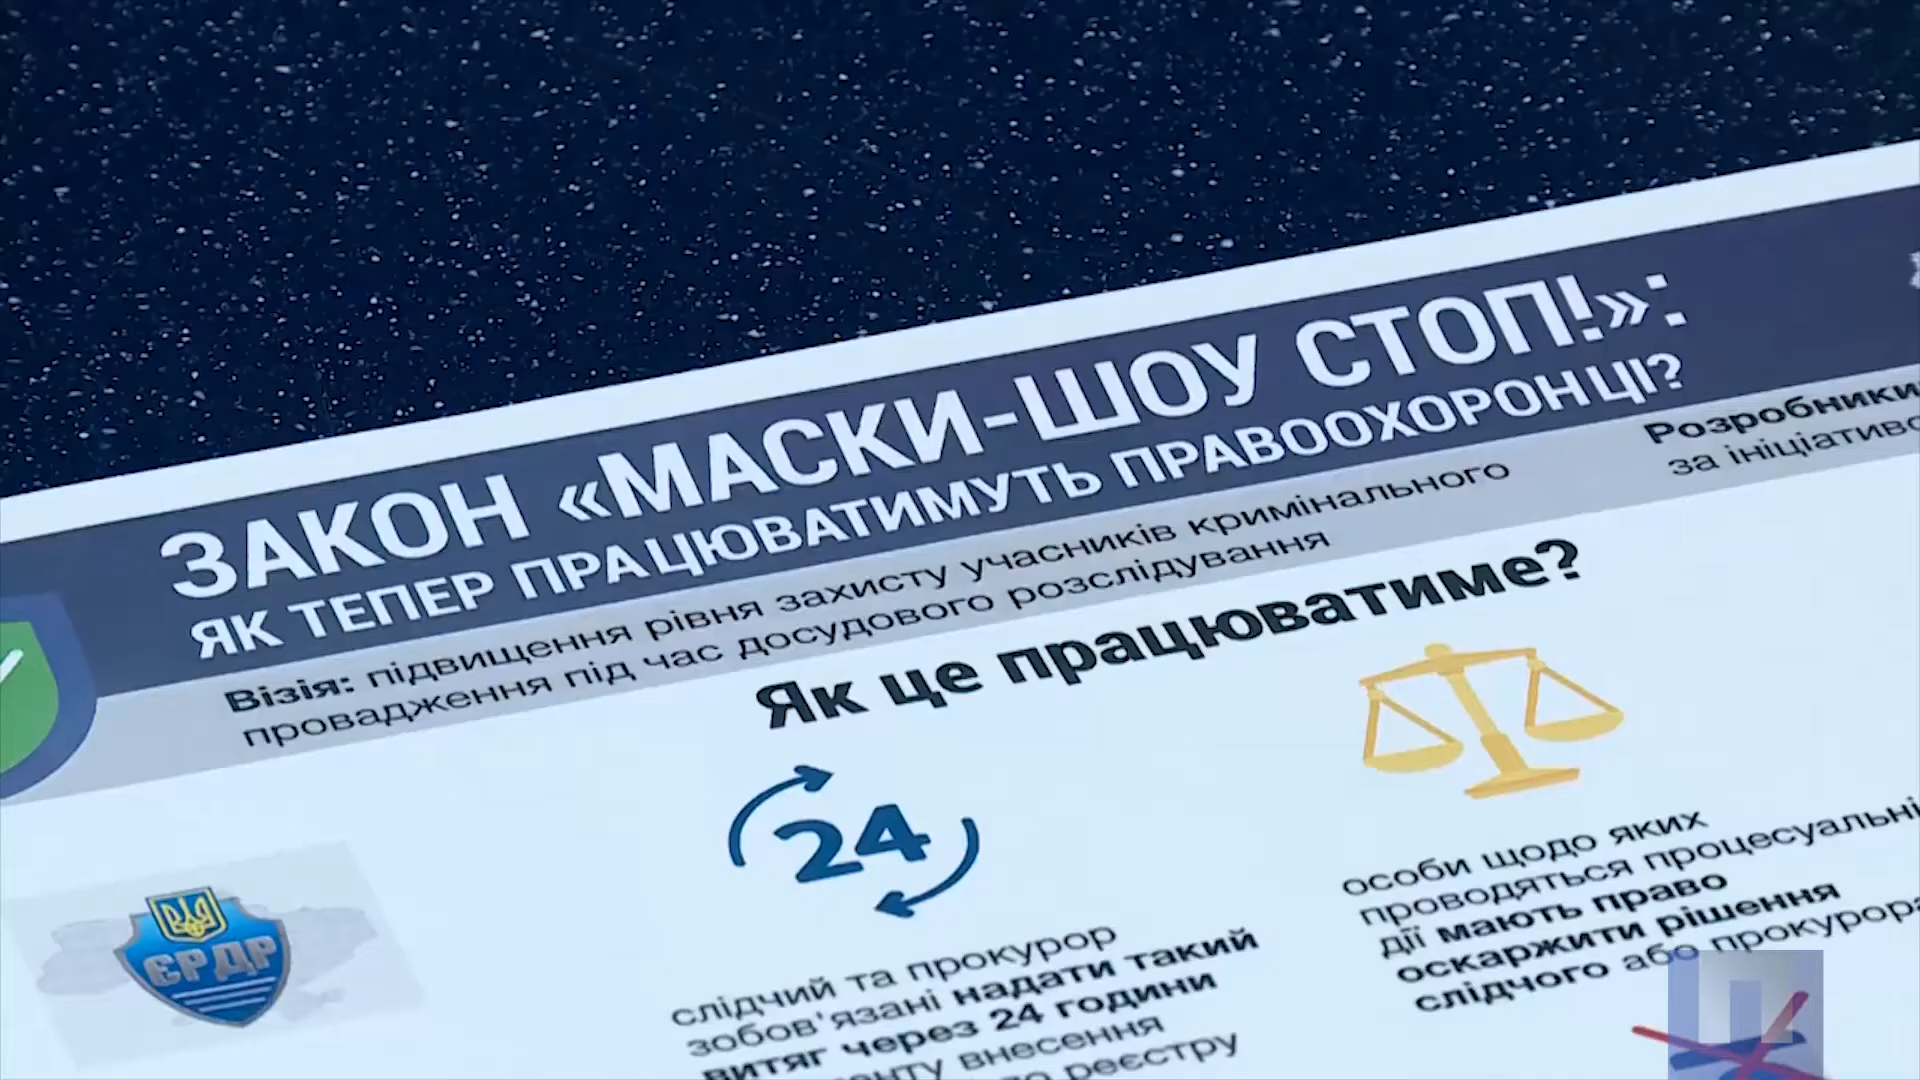 ЗАКОН «МАСКИ-ШОУ СТОП!»:
ЯК ТЕПЕР ПРАЦЮВАТИМУТЬ ПРАВООХОРОНЦІ?
Візія: підвищення рівня захисту учасників кримінального
провадження під час досудового розслідування
Розробники
за ініціативо
Як це працюватиме?
ЄРДР
24
слідчий та прокурор
зобов'язані надати такий
витяг через 24 години
внесення
до реєстру
особи щодо яких
проводяться процесуальні
дії мають право
оскаржити рішення
слідчого або прокурора